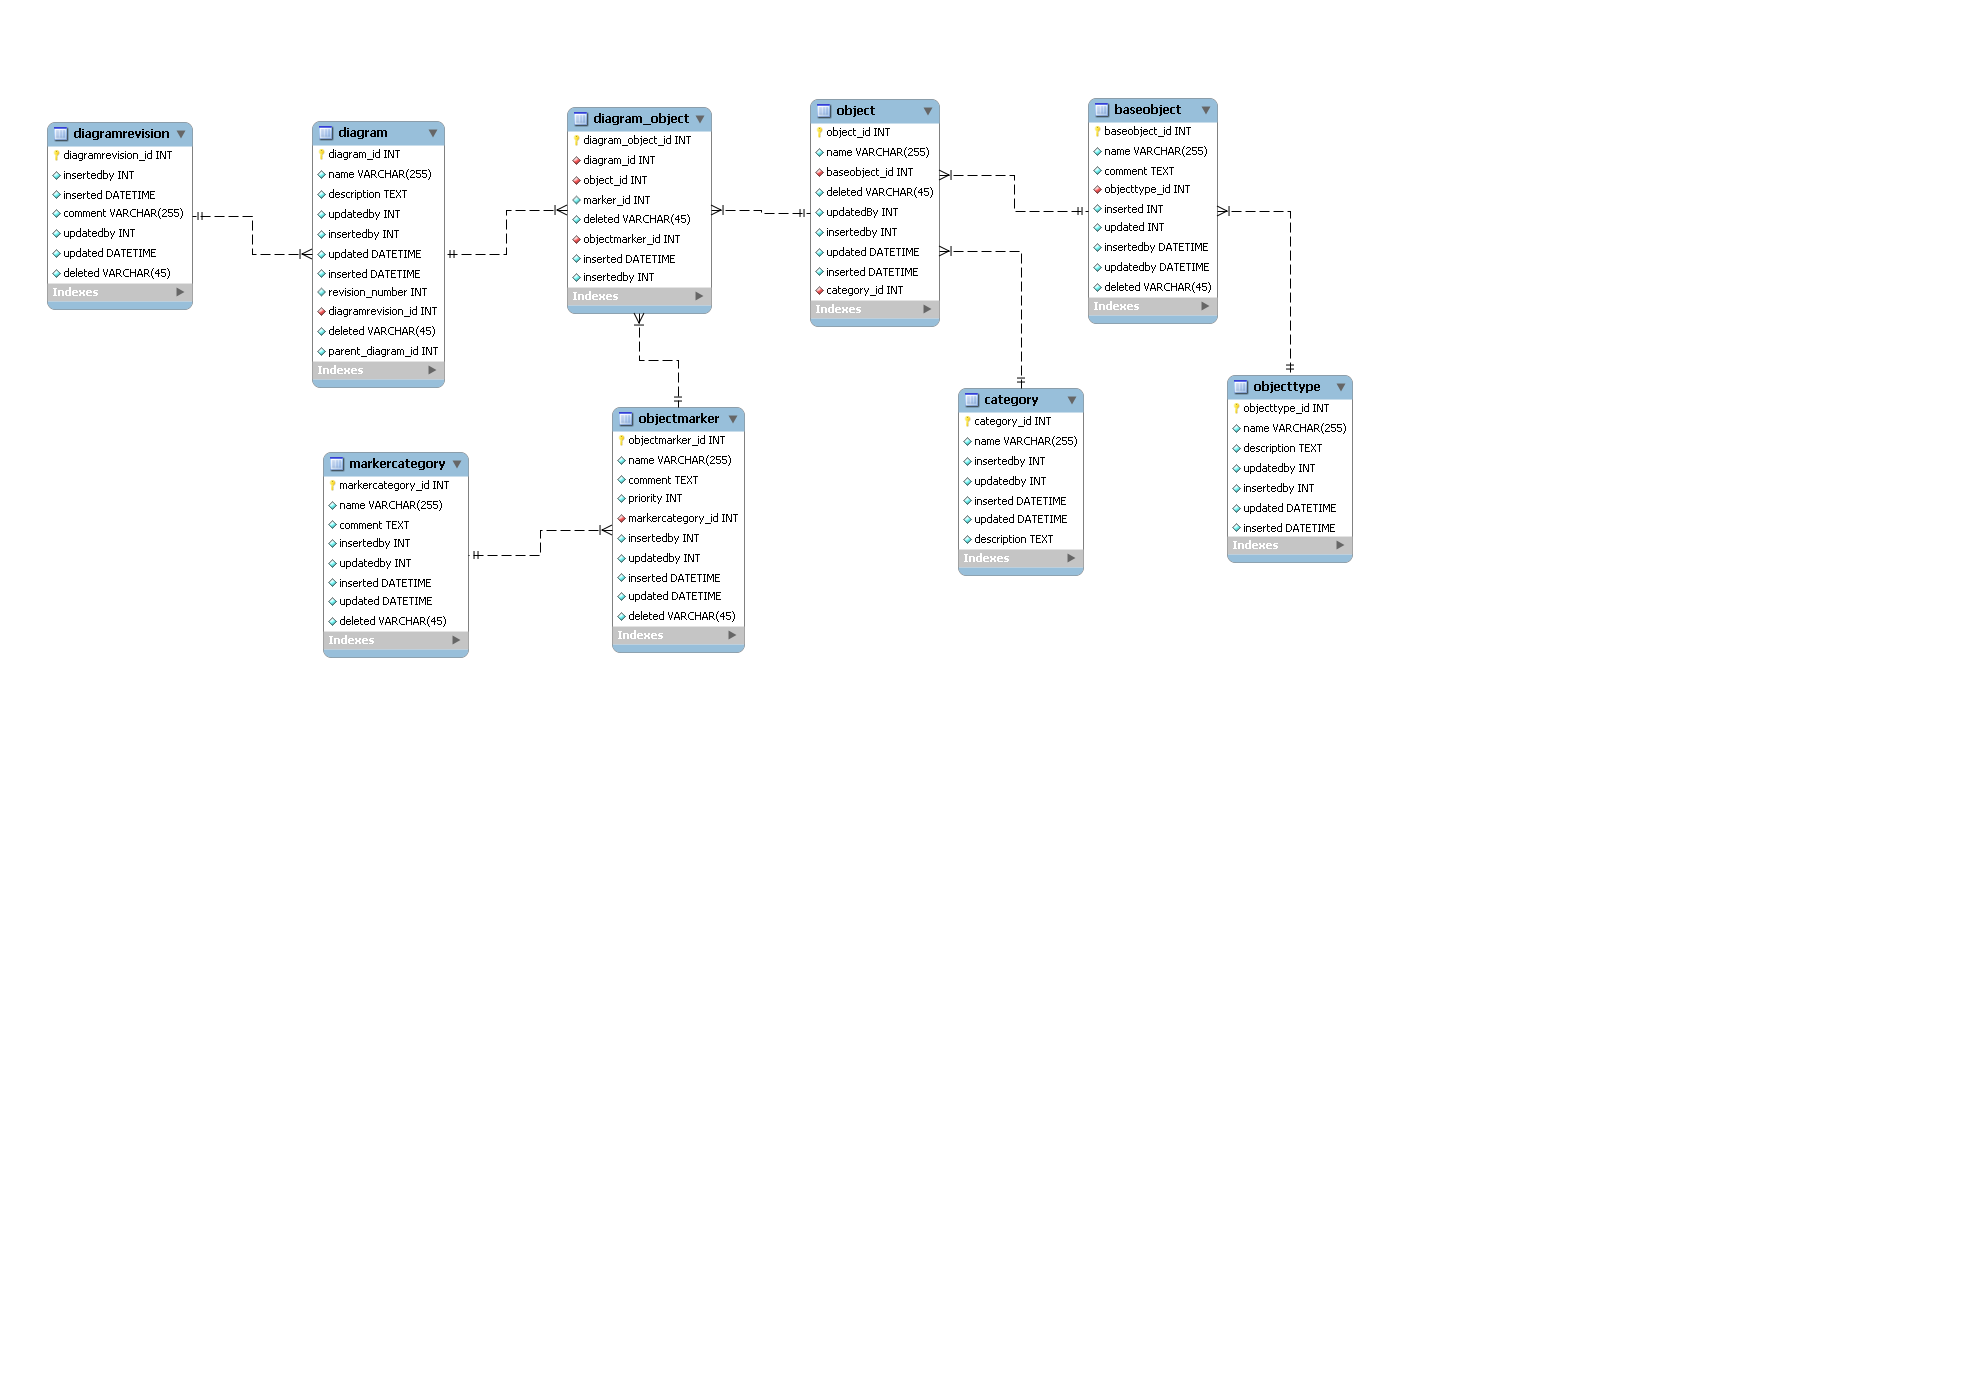 diagramrevision
diagramrevision_id INT
insertedby INT
inserted DATETIME
comment VARCHAR(255)
updatedby INT
updated DATETIME
deleted VARCHAR(45)
Indexes
diagram
diagram_id INT
name VARCHAR(255)
description TEXT
updatedby INT
insertedby INT
updated DATETIME
inserted DATETIME
revision_number INT
diagramrevision_id INT
deleted VARCHAR(45)
parent_diagram_id INT
Indexes
diagram_object
diagram_object_id INT
diagram_id INT
object_id INT
marker_id INT
deleted VARCHAR(45)
objectmarker_id INT
inserted DATETIME
insertedby INT
Indexes
object
object_id INT
name VARCHAR(255)
baseobject_id INT
deleted VARCHAR(45)
updatedBy INT
insertedby INT
updated DATETIME
inserted DATETIME
category_id INT
Indexes
baseobject
baseobject_id INT
name VARCHAR(255)
comment TEXT
objecttype_id INT
inserted INT
updated INT
insertedby DATETIME
updatedby DATETIME
deleted VARCHAR(45)
Indexes
markercategory
markercategory_id INT
name VARCHAR(255)
comment TEXT
insertedby INT
updatedby INT
inserted DATETIME
updated DATETIME
deleted VARCHAR(45)
Indexes
objectmarker
objectmarker_id INT
name VARCHAR(255)
comment TEXT
priority INT
markercategory_id INT
insertedby INT
updatedby INT
inserted DATETIME
updated DATETIME
deleted VARCHAR(45)
Indexes
category
category_id INT
name VARCHAR(255)
insertedby INT
updatedby INT
inserted DATETIME
updated DATETIME
description TEXT
Indexes
objecttype
objecttype_id INT
name VARCHAR(255)
description TEXT
updatedby INT
insertedby INT
updated DATETIME
inserted DATETIME
Indexes